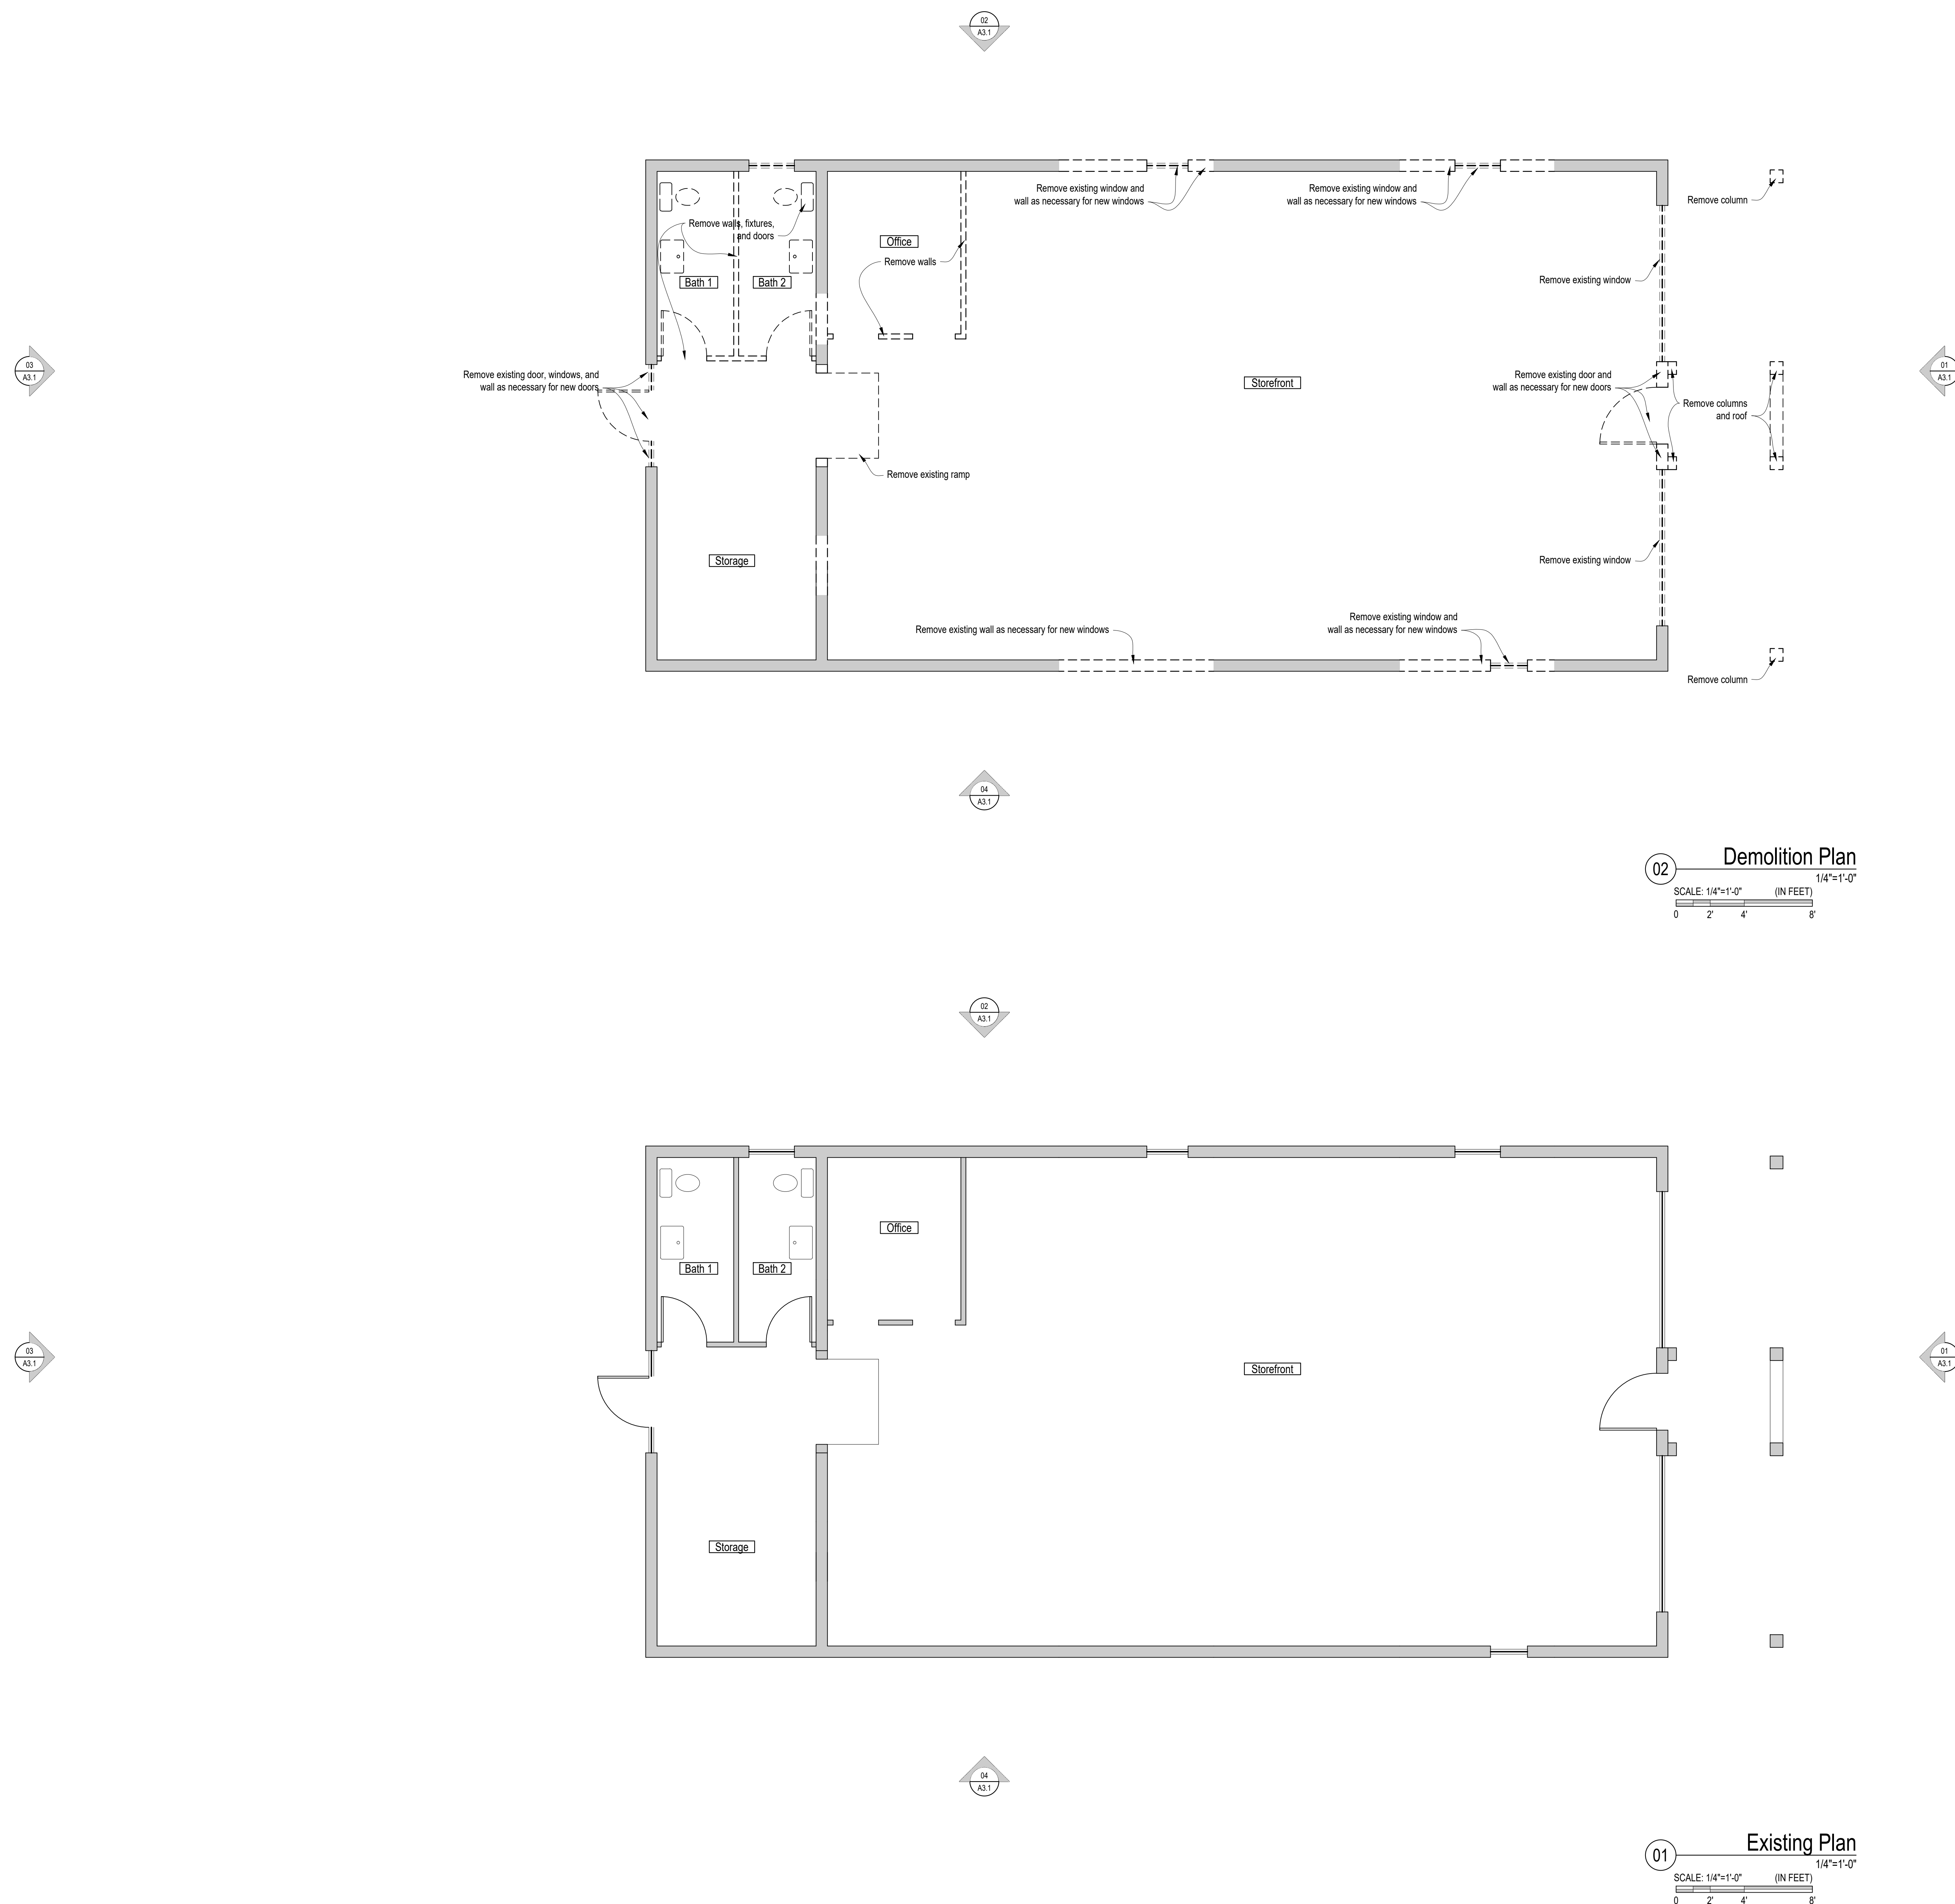 02
A3.1
Remove existing window and
wall as necessary for new windows
Remove existing window and
wall as necessary for new windows
Remove column
Remove walls, fixtures,
and doors
Office
Remove walls
Bath 1
Bath 2
Remove existing window
03
A3.1
Remove existing door, windows, and
wall as necessary for new doors
Storefront
Remove existing door and
wall as necessary for new doors
Remove columns
and roof
01
A3.1
Remove existing ramp
Storage
Remove existing window
Remove existing wall as necessary for new windows
Remove existing window and
wall as necessary for new windows
Remove column
04
A3.1
02
Demolition Plan
1/4"=1'-0"
SCALE: 1/4"=1'-0" (IN FEET)
0 2' 4' 8'
02
A3.1
Office
Bath 1
Bath 2
03
A3.1
Storefront
01
A3.1
Storage
04
A3.1
01
Existing Plan
1/4"=1'-0"
SCALE: 1/4"=1'-0" (IN FEET)
0 2' 4' 8'